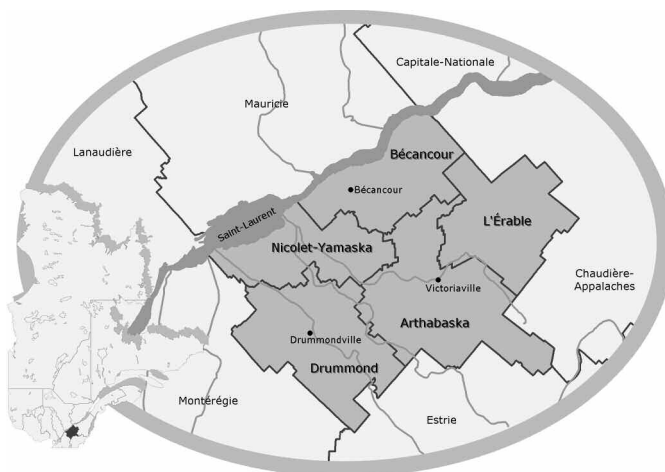 Capitale-Nationale
Mauricie
Lanaudière
Bécancour
Bécancour
Saint-Laurent
L'Érable
Nicolet-Yamaska
Chaudière-
Appalaches
Victoriaville
Arthabaska
Drummondville
Drummond
Montérégie
Estrie